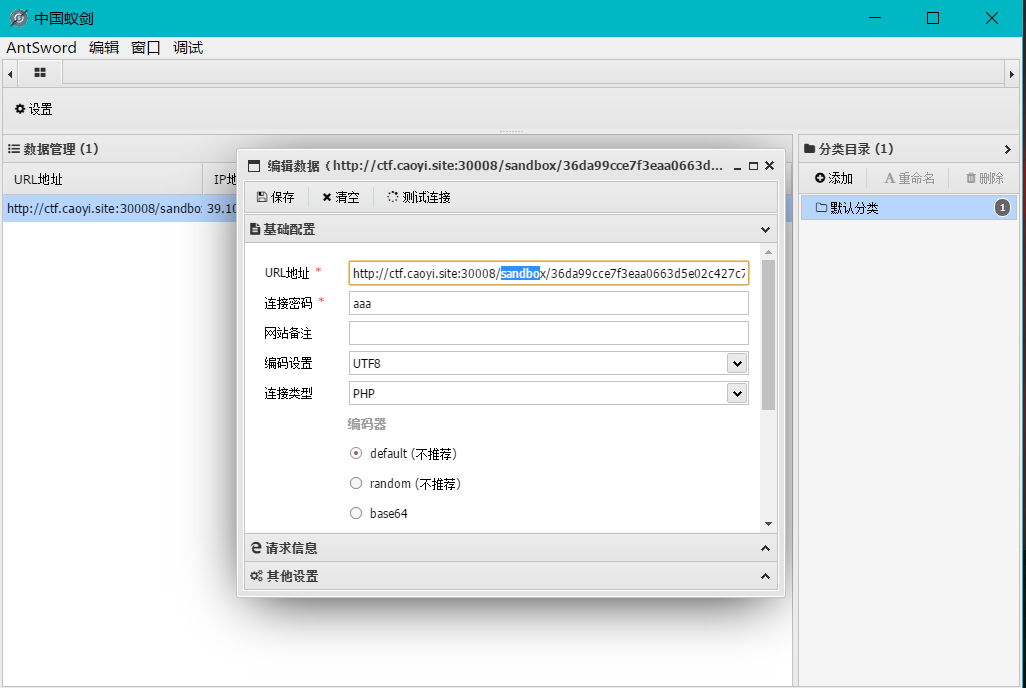 中国蚁剑
AntSword 编辑 窗口 调试
设置
数据管理 (1)
URL地址 IP地
http://ctf.caoyi.site:30008/sandbo 39.10
分类目录 (1)
添加 重命名 删除
默认分类 1
编辑数据 (http://ctf.caoyi.site:30008/sandbox/36da99cce7f3eaa0663d...
保存 清空 测试连接
基础配置
URL地址 * http://ctf.caoyi.site:30008/sandbox/36da99cce7f3eaa0663d5e02c427c7
连接密码 * aaa
网站备注
编码设置 UTF8
连接类型 PHP
编码器
default (不推荐)
random (不推荐)
base64
请求信息
其他设置